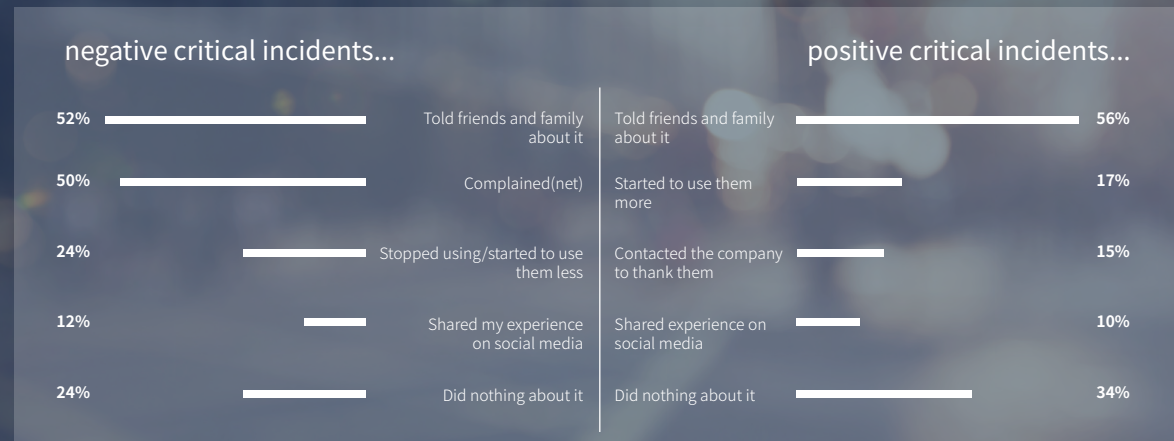 negative critical incidents...
52%
Told friends and family
about it
50%
Complained(net)
24%
Stopped using/started to use
them less
12%
Shared my experience
on social media
24%
Did nothing about it
positive critical incidents...
Told friends and family
about it
56%
Started to use them
more
17%
Contacted the company
to thank them
15%
Shared experience on
social media
10%
Did nothing about it
34%